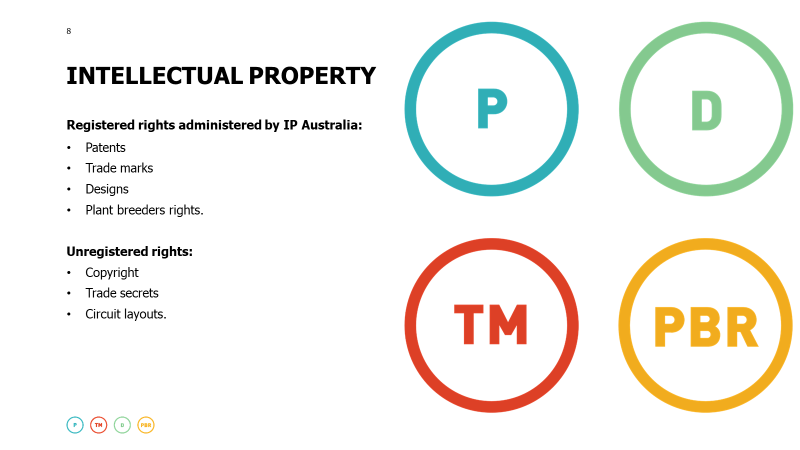 8
INTELLECTUAL PROPERTY
Registered rights administered by IP Australia:
• Patents
• Trade marks
• Designs
• Plant breeders rights.
Unregistered rights:
• Copyright
• Trade secrets
• Circuit layouts.
P
D
TM
PBR
P TM D PBR